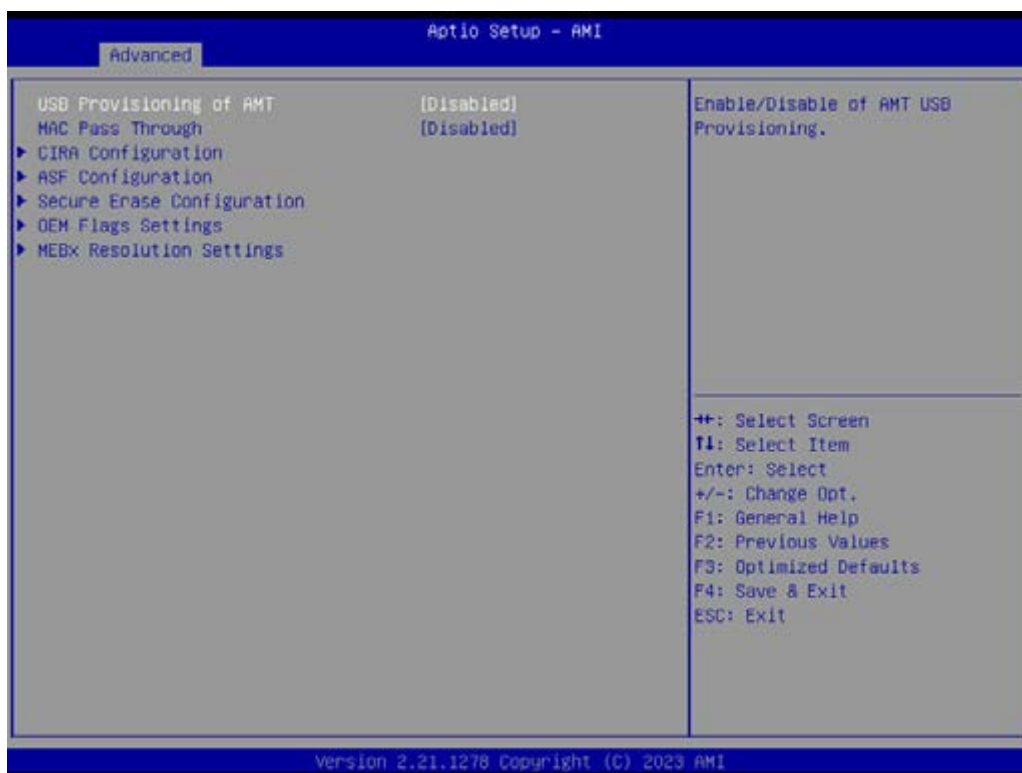 Aptio Setup – AMI
Advanced
USB Provisioning of AMT [Disabled]
MAC Pass Through [Disabled]
▶ CIRA Configuration
▶ ASF Configuration
▶ Secure Erase Configuration
▶ OEM Flags Settings
▶ MEBx Resolution Settings
Enable/Disable of AMT USB
Provisioning.
→←: Select Screen
↑↓: Select Item
Enter: Select
+/-: Change Opt.
F1: General Help
F2: Previous Values
F3: Optimized Defaults
F4: Save & Exit
ESC: Exit
Version 2.21.1278 Copyright (C) 2023 AMI